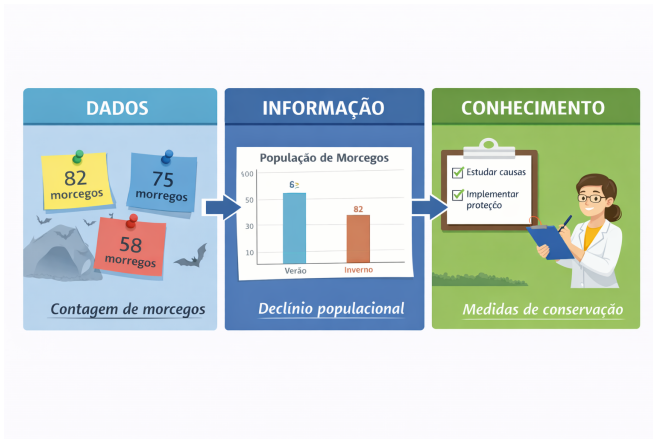 DADOS
82
morcegos
75
morregos
58
morregos
Contagem de morcegos
INFORMAÇÃO
População de Morcegos
50
30
10
82
Verão
Inverno
Declínio populacional
CONHECIMENTO
Estudar causas
Implementar
proteção
Medidas de conservação